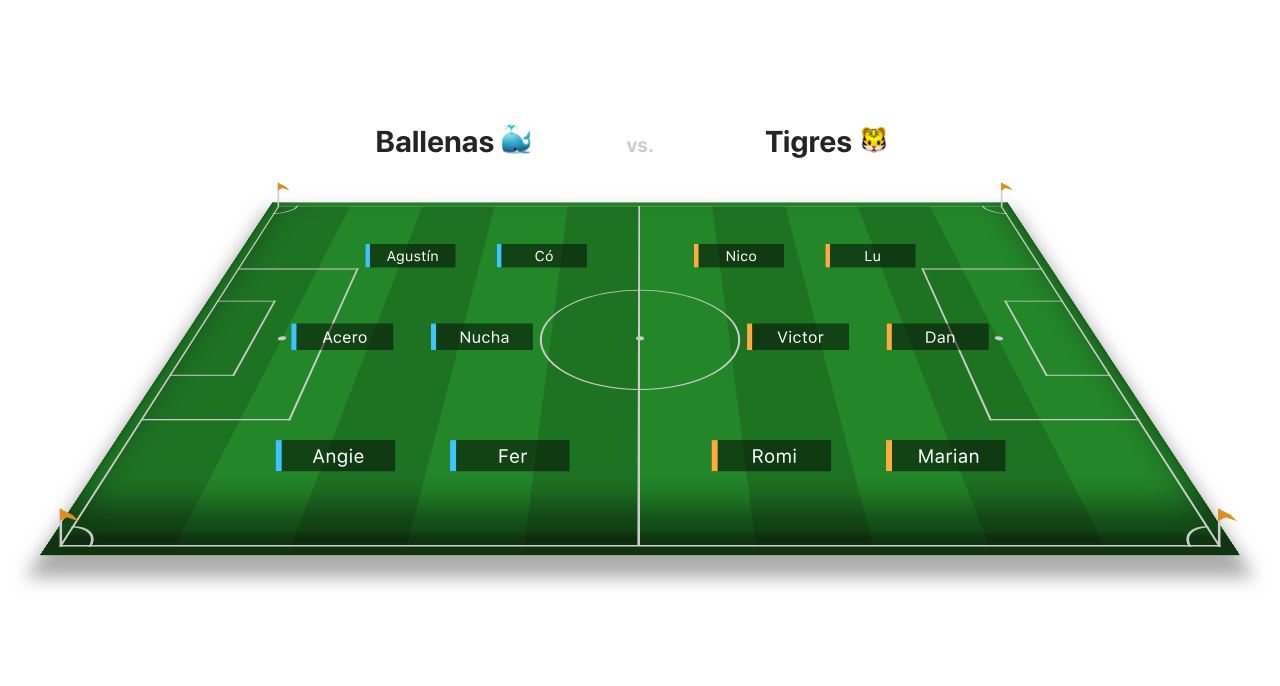 Ballenas 🐳 vs. Tigres 🐯
Agustín Có Nico Lu
Acero Nucha Victor Dan
Angie Fer Romi Marian